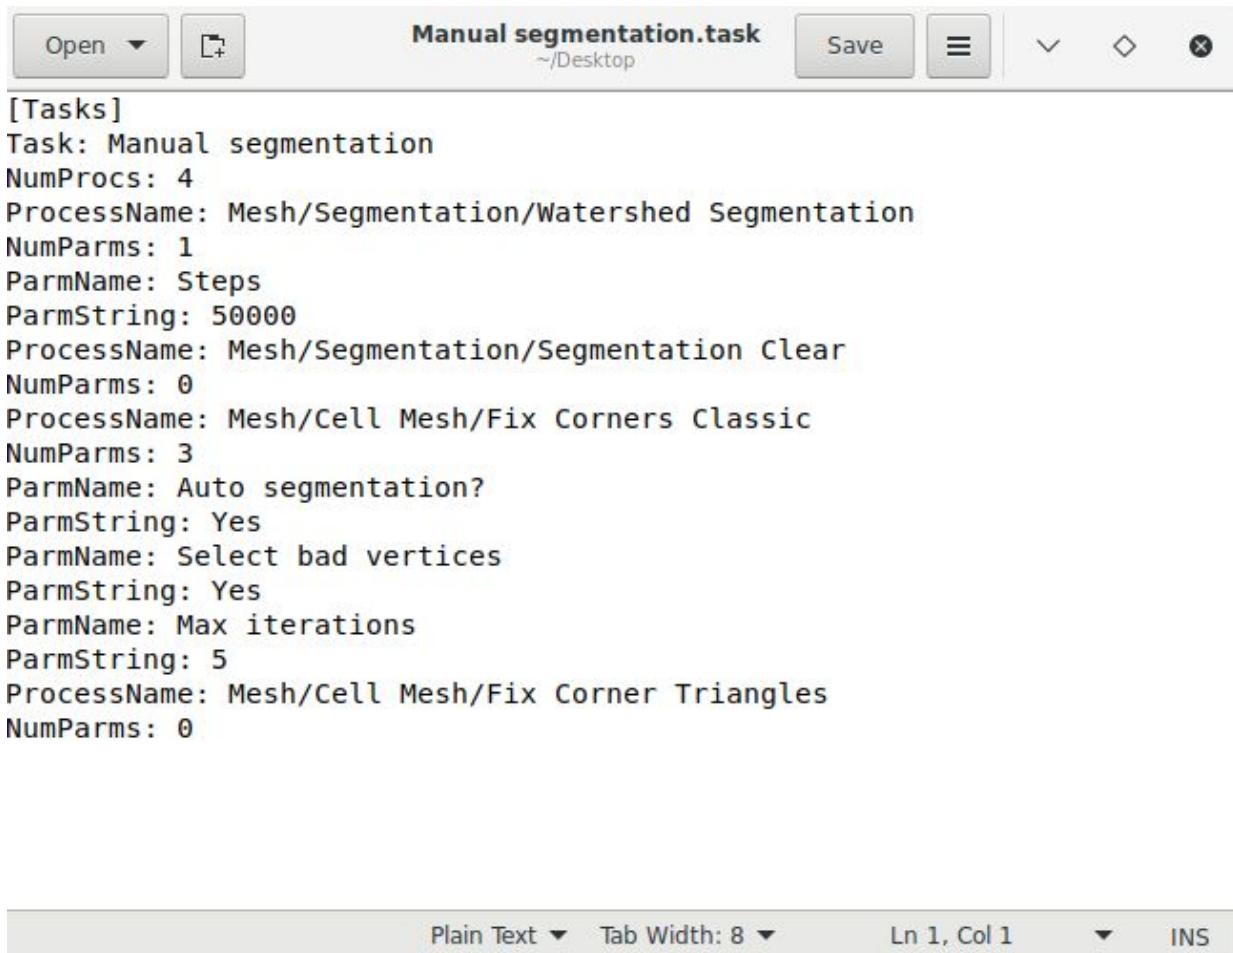 Open
Manual segmentation.task
~/Desktop
Save
[Tasks]
Task: Manual segmentation
NumProcs: 4
ProcessName: Mesh/Segmentation/Watershed Segmentation
NumParms: 1
ParmName: Steps
ParmString: 50000
ProcessName: Mesh/Segmentation/Segmentation Clear
NumParms: 0
ProcessName: Mesh/Cell Mesh/Fix Corners Classic
NumParms: 3
ParmName: Auto segmentation?
ParmString: Yes
ParmName: Select bad vertices
ParmString: Yes
ParmName: Max iterations
ParmString: 5
ProcessName: Mesh/Cell Mesh/Fix Corner Triangles
NumParms: 0
Plain Text Tab Width: 8 Ln 1, Col 1 INS